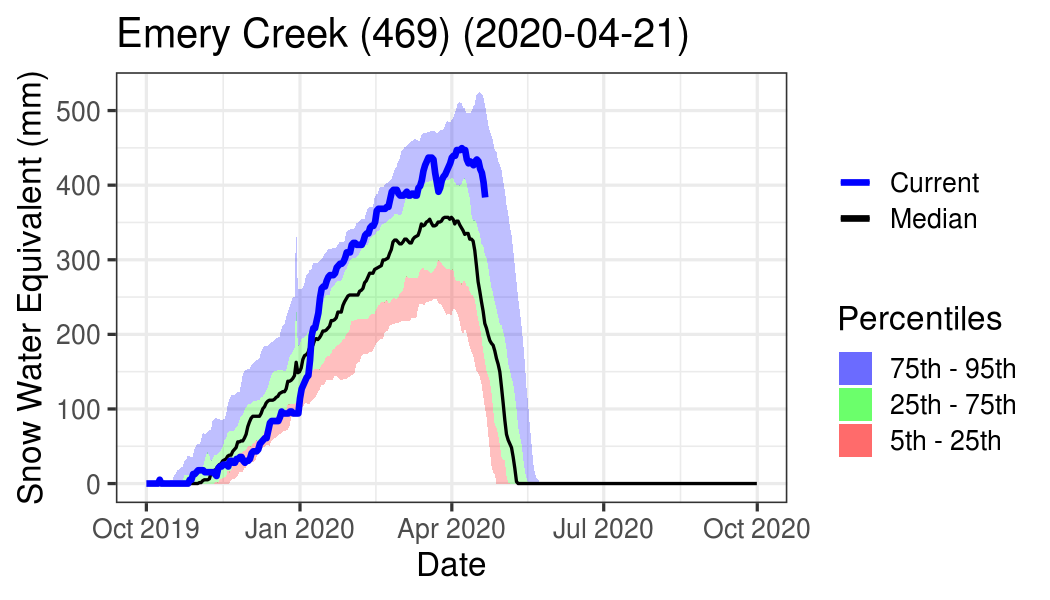 Emery Creek (469) (2020-04-21)
Snow Water Equivalent (mm)
500
400
300
200
100
0
Oct 2019 Jan 2020 Apr 2020 Jul 2020 Oct 2020
Date
Current
Median
Percentiles
75th - 95th
25th - 75th
5th - 25th